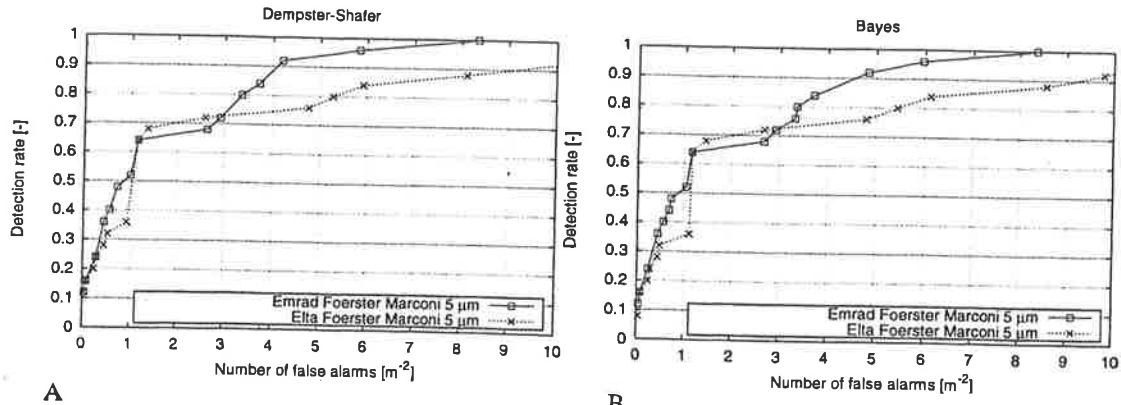 Dempster-Shafer
1
0.9
0.8
0.7
0.6
0.5
0.4
0.3
0.2
0.1
0
Detection rate [-]
Emrad Foerster Marconi 5 µm
Elta Foerster Marconi 5 µm
0 1 2 3 4 5 6 7 8 9 10
Number of false alarms [m-2]
A
Bayes
1
0.9
0.8
0.7
0.6
0.5
0.4
0.3
0.2
0.1
0
Detection rate [-]
Emrad Foerster Marconi 5 µm
Elta Foerster Marconi 5 µm
0 1 2 3 4 5 6 7 8 9 10
Number of false alarms [m-2]
B